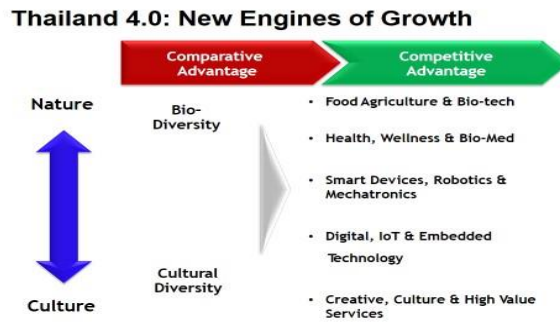 Thailand 4.0: New Engines of Growth
Comparative
Advantage
Competitive
Advantage
Nature
Bio-
Diversity
Culture
Cultural
Diversity
• Food Agriculture & Bio-tech
• Health, Wellness & Bio-Med
• Smart Devices, Robotics &
Mechatronics
• Digital, IoT & Embedded
Technology
• Creative, Culture & High Value
Services